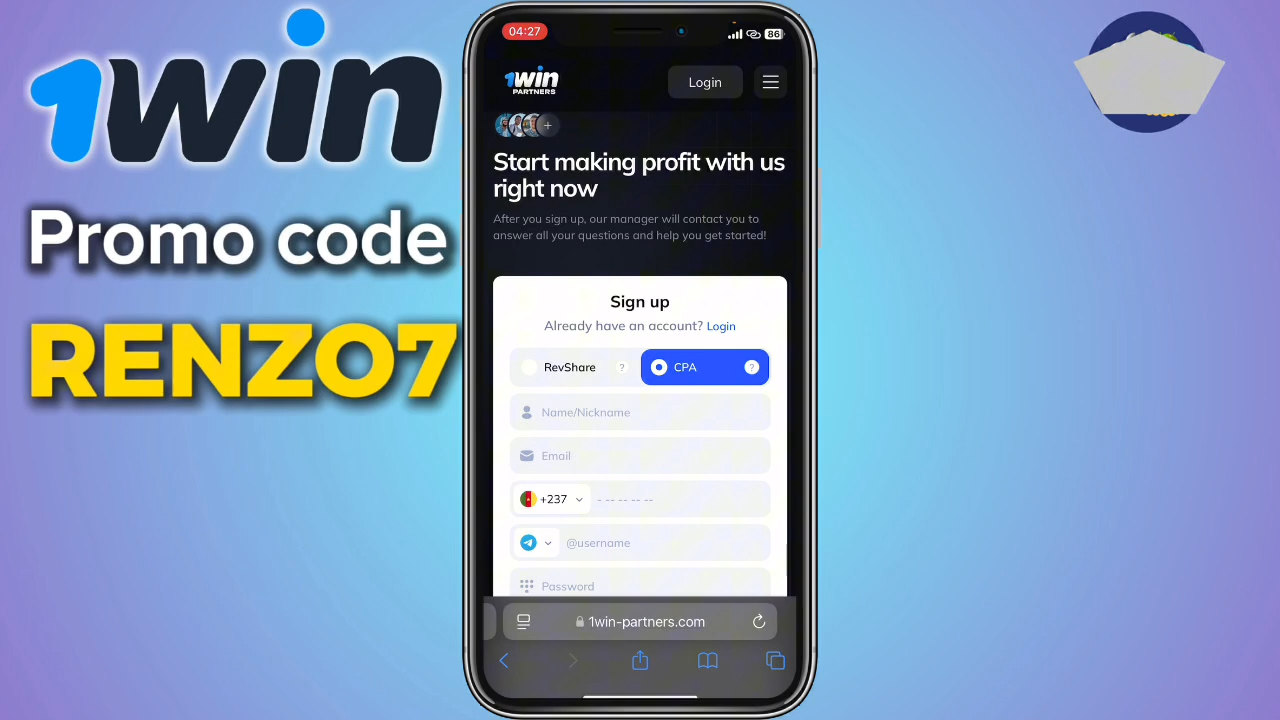 1win
Promo code
RENZO7
04:27
86
1win
PARTNERS
Login
+
Start making profit with us
right now
After you sign up, our manager will contact you to
answer all your questions and help you get started!
Sign up
Already have an account? Login
RevShare ?
CPA ?
Name/Nickname
Email
+237 - -- -- -- --
@username
Password
1win-partners.com